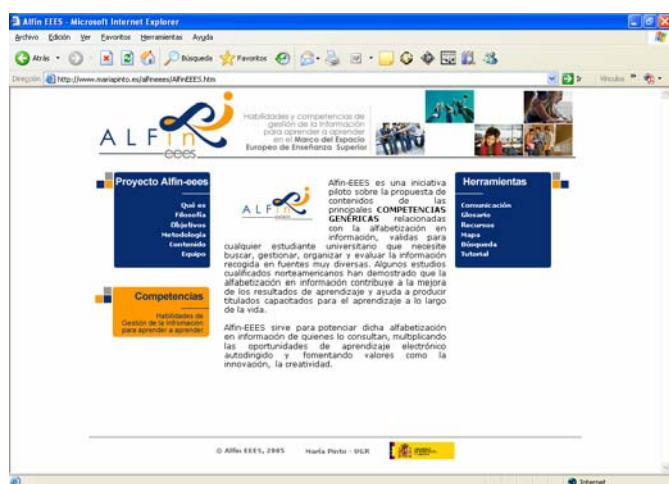 Alfin EEES - Microsoft Internet Explorer
Archivo Edición Ver Favoritos Herramientas Ayuda
Atrás Búsqueda Favoritos
Dirección http://www.mariapinto.es/alfineees/AlfinEEES.htm Ir Vínculos
ALFin
eees
Habilidades y competencias de
gestión de la Información
para aprender a aprender
en el Marco del Espacio
Europeo de Enseñanza Superior
Proyecto Alfin-eees
Qué es
Filosofía
Objetivos
Metodología
Contenido
Equipo
Competencias
Habilidades de
Gestión de la Información
para aprender a aprender
ALFin
Alfin-EEES es una iniciativa
piloto sobre la propuesta de
contenidos de las
principales COMPETENCIAS
GENÉRICAS relacionadas
con la alfabetización en
información, validas para
cualquier estudiante universitario que necesite
buscar, gestionar, organizar y evaluar la información
recogida en fuentes muy diversas. Algunos estudios
cualificados norteamericanos han demostrado que la
alfabetización en información contribuye a la mejora
de los resultados de aprendizaje y ayuda a producir
titulados capacitados para el aprendizaje a lo largo
de la vida.
Alfin-EEES sirve para potenciar dicha alfabetización
en información de quienes lo consultan, multiplicando
las oportunidades de aprendizaje electrónico
autodirigido y fomentando valores como la
innovación, la creatividad.
Herramientas
Comunicación
Glosario
Recursos
Mapa
Búsqueda
Tutorial
© Alfin EEES, 2005 María Pinto - UGR
Internet